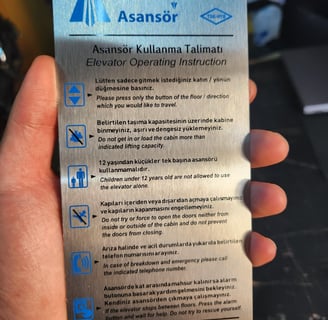 Asansör
TSE-HYB
Asansör Kullanma Talimatı
Elevator Operating Instruction
Lütfen sadece gitmek istediğiniz katın / yönün
düğmesine basınız.
Please press only the button of the floor / direction
which you would like to travel.
Belirtilen taşıma kapasitesinin üzerinde kabine
binmeyiniz, aşırı ve dengesiz yüklemeyiniz.
Do not get in or load the cabin more than
indicated lifting capacity.
12 yaşından küçükler tek başına asansörü
kullanmamalıdır.
Children under 12 years old are not allowed to use
the elevator alone.
Kapıları içeriden veya dışarıdan açmaya çalışmayınız
ve kapıların kapanmasını engellemeyiniz.
Do not try or force to open the doors neither from
inside or outside of the cabin and do not prevent
the doors from closing.
Arıza halinde ve acil durumlarda yukarıda belirtilen
telefon numarasını arayınız.
In case of breakdown and emergency please call
the indicated telephone number.
Asansörde kat arasında mahsur kalınırsa alarm
butonuna basarak yardım gelmesini bekleyiniz.
Kendiniz asansörden çıkmaya çalışmayınız.
If the elevator stops between floors. Press the alarm
button and wait for help. Do not try to rescue yourself